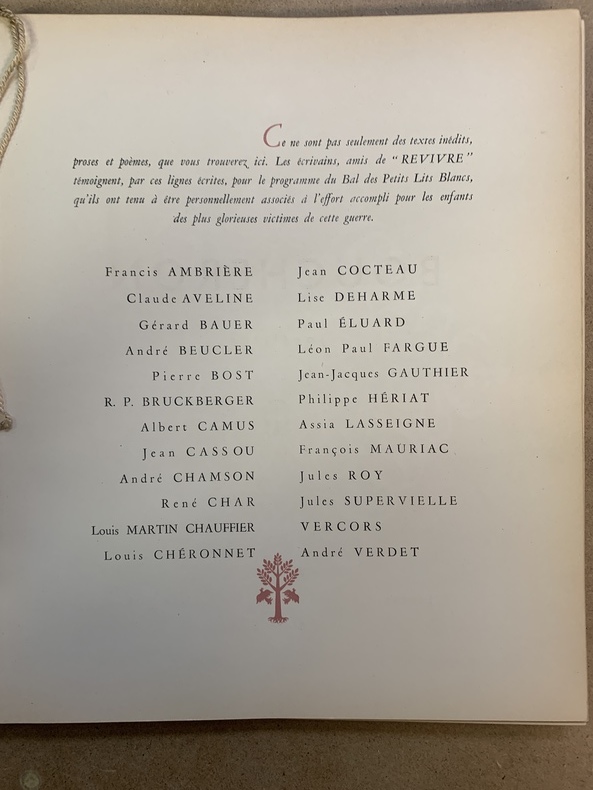 Ce ne sont pas seulement des textes inédits,
proses et poèmes, que vous trouverez ici. Les écrivains, amis de “ REVIVRE ”
témoignent, par ces lignes écrites, pour le programme du Bal des Petits Lits Blancs,
qu'ils ont tenu à être personnellement associés á l'effort accompli pour les enfants
des plus glorieuses victimes de cette guerre.
Francis AMBRIÈRE
Claude AVELINE
Gérard BAUER
André BEUCLER
Pierre BOST
R. P. BRUCKBERGER
Albert CAMUS
Jean CASSOU
André CHAMSON
René CHAR
Louis MARTIN CHAUFFIER
Louis CHÉRONNET
Jean COCTEAU
Lise DEHARME
Paul ÉLUARD
Léon Paul FARGUE
Jean-Jacques GAUTHIER
Philippe HÉRIAT
Assia LASSEIGNE
François MAURIAC
Jules ROY
Jules SUPERVIELLE
VERCORS
André VERDET